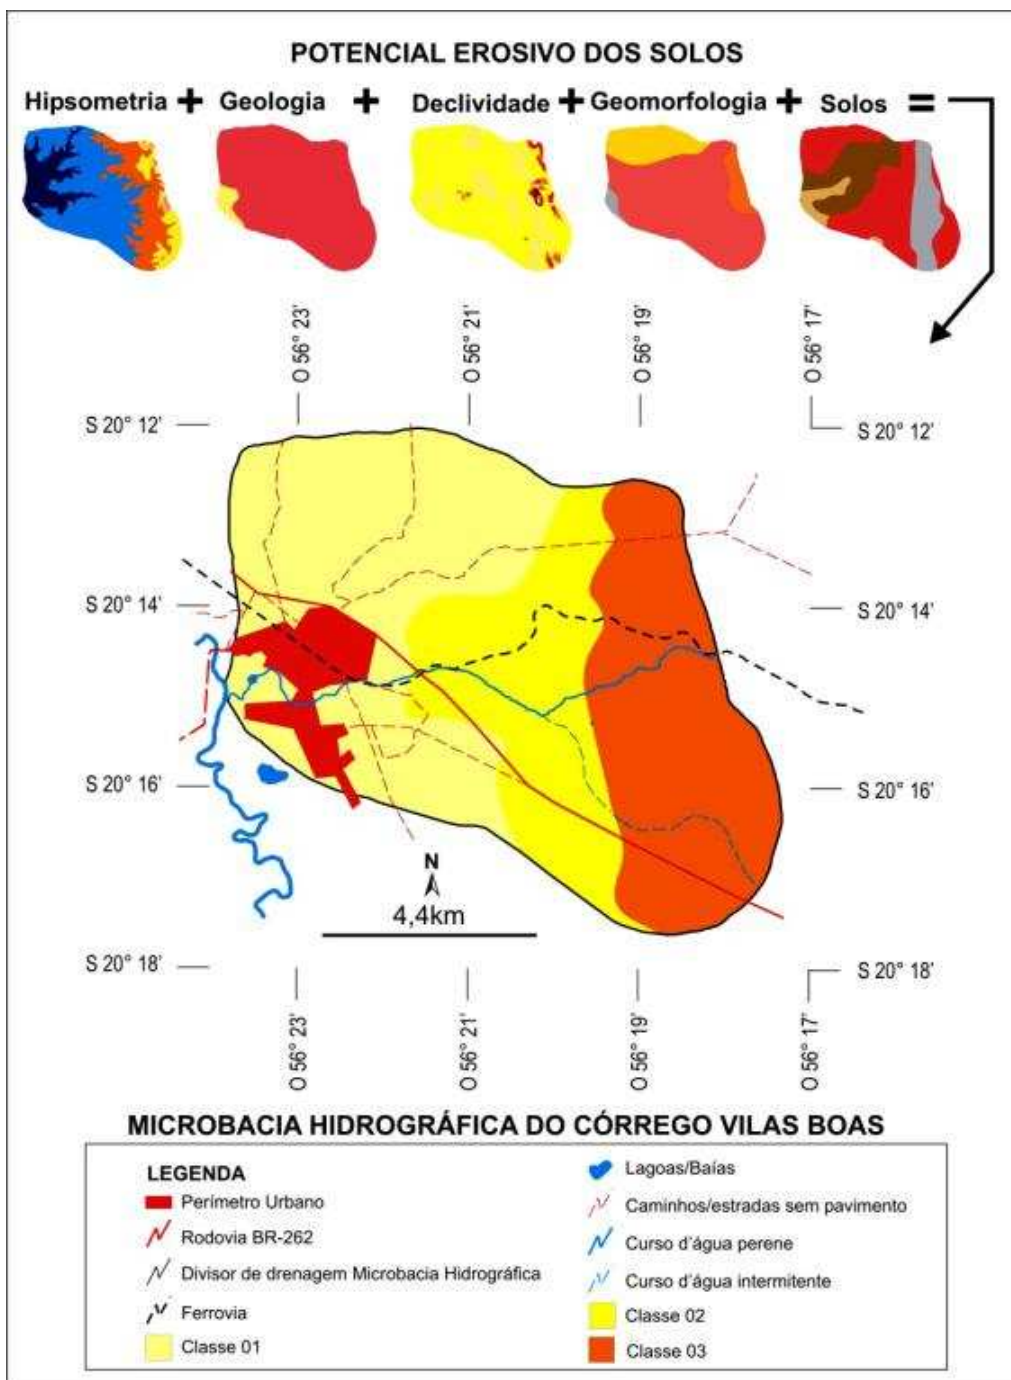 POTENCIAL EROSIVO DOS SOLOS
Hipsometria + Geologia + Declividade + Geomorfologia + Solos =
O 56° 23'
O 56° 21'
O 56° 19'
O 56° 17'
S 20° 12'
S 20° 12'
S 20° 14'
S 20° 14'
S 20° 16'
S 20° 16'
N
4,4km
S 20° 18'
S 20° 18'
O 56° 23'
O 56° 21'
O 56° 19'
O 56° 17'
MICROBACIA HIDROGRÁFICA DO CÓRREGO VILAS BOAS
LEGENDA
Perímetro Urbano
Rodovia BR-262
Divisor de drenagem Microbacia Hidrográfica
Ferrovia
Classe 01
Lagoas/Baías
Caminhos/estradas sem pavimento
Curso d'água perene
Curso d'água intermitente
Classe 02
Classe 03